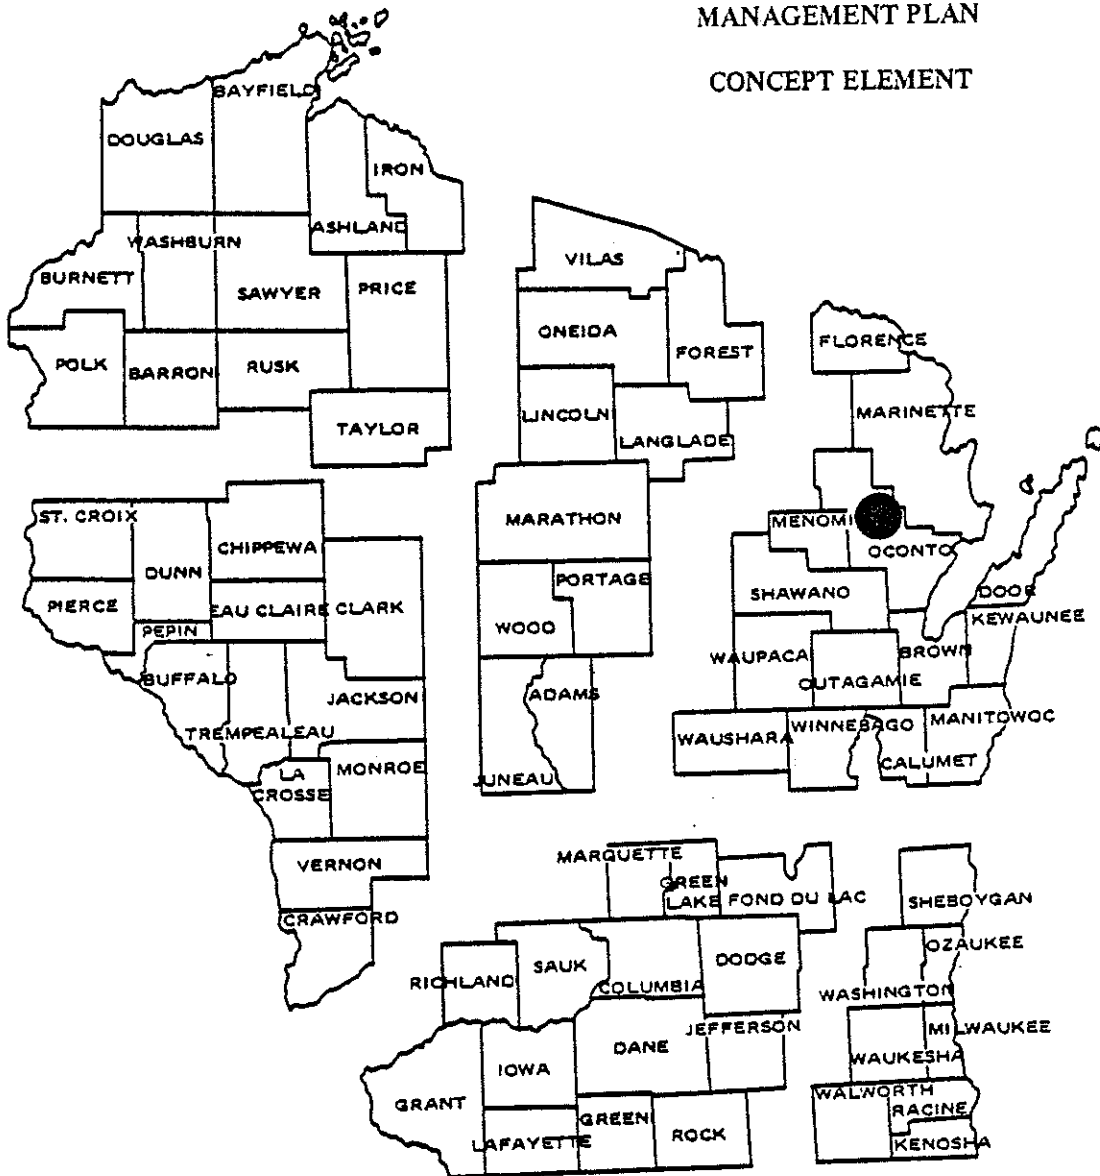 MANAGEMENT PLAN
CONCEPT ELEMENT
BAYFIELD
DOUGLAS
IRON
ASHLAND
WASHBURN
BURNETT
SAWYER
PRICE
POLK
BARRON
RUSK
TAYLOR
VILAS
ONEIDA
FOREST
LINCOLN
LANGLADE
FLORENCE
MARINETTE
MENOMI
OCONTO
SHAWANO
DOOR
KEWAUNEE
WAUPACA
BROWN
OUTAGAMIE
WAUSHARA
WINNEBAGO
MANITOWOC
CALUMET
ST. CROIX
CHIPPEWA
DUNN
PIERCE
EAU CLAIRE
CLARK
PEPIN
BUFFALO
JACKSON
TREMPEALEAU
LA
CROSSE
MONROE
VERNON
CRAWFORD
MARATHON
PORTAGE
WOOD
ADAMS
JUNEAU
MARQUETTE
GREEN
LAKE
FOND DU LAC
SAUK
DODGE
RICHLAND
COLUMBIA
JEFFERSON
DANE
IOWA
GRANT
GREEN
LAFAYETTE
ROCK
SHEBOYGAN
OZAUKEE
WASHINGTON
MILWAUKEE
WAUKESHA
WALWORTH
RACINE
KENOSHA